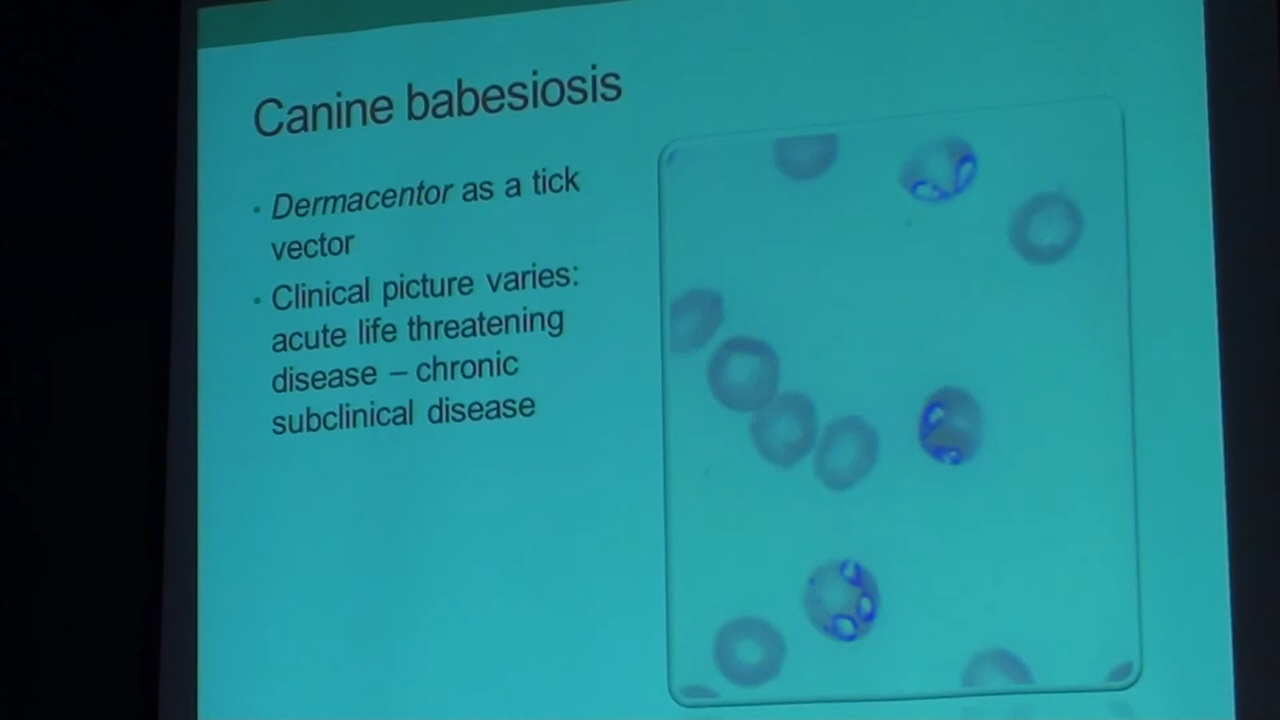 Canine babesiosis
• Dermacentor as a tick
vector
• Clinical picture varies:
acute life threatening
disease – chronic
subclinical disease